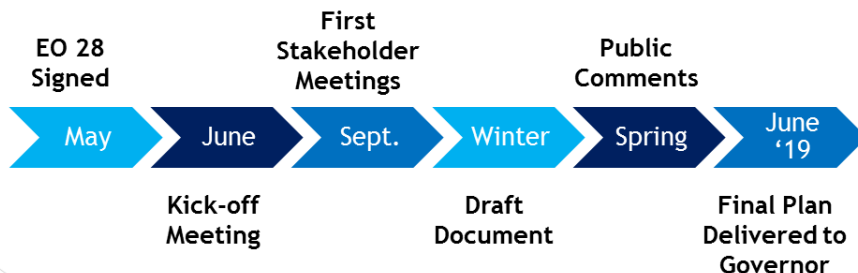 EO 28
Signed
First
Stakeholder
Meetings
Public
Comments
May
June
Sept.
Winter
Spring
June
‘19
Kick-off
Meeting
Draft
Document
Final Plan
Delivered to
Governor